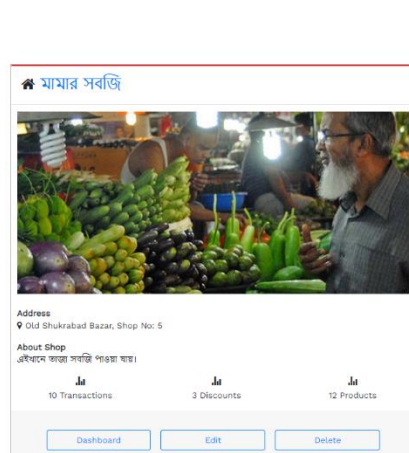 মামার সবজি
Address
Old Shukrabad Bazar, Shop No: 5
About Shop
এইখানে তাজা সবজি পাওয়া যায়।
10 Transactions
3 Discounts
12 Products
Dashboard
Edit
Delete